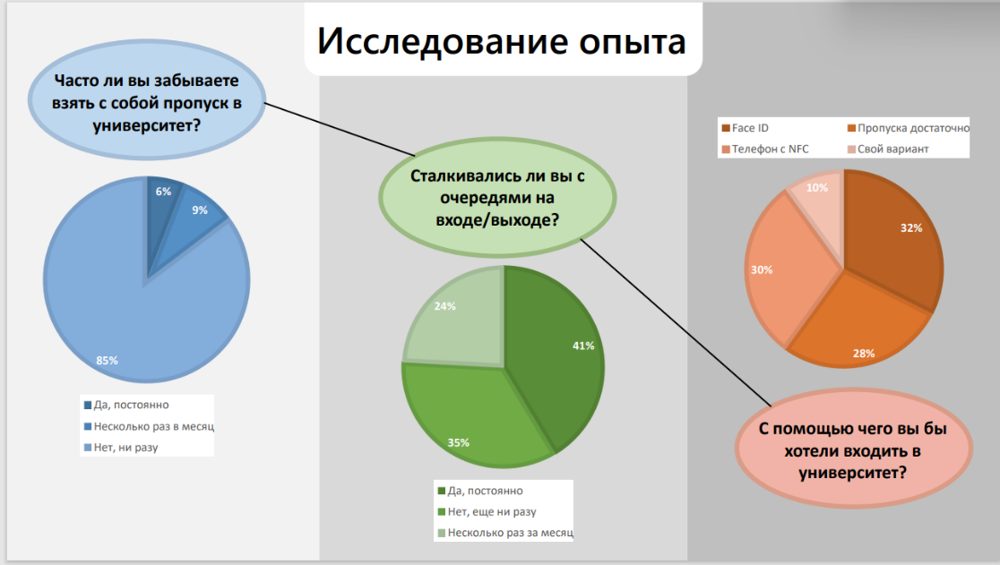 Исследование опыта
Часто ли вы забываете
взять с собой пропуск в
университет?
6%
9%
85%
Да, постоянно
Несколько раз в месяц
Нет, ни разу
Сталкивались ли вы с
очередями на
входе/выходе?
24%
41%
35%
Да, постоянно
Нет, еще ни разу
Несколько раз за месяц
Face ID
Пропуска достаточно
Телефон с NFC
Свой вариант
10%
32%
30%
28%
С помощью чего вы бы
хотели входить в
университет?